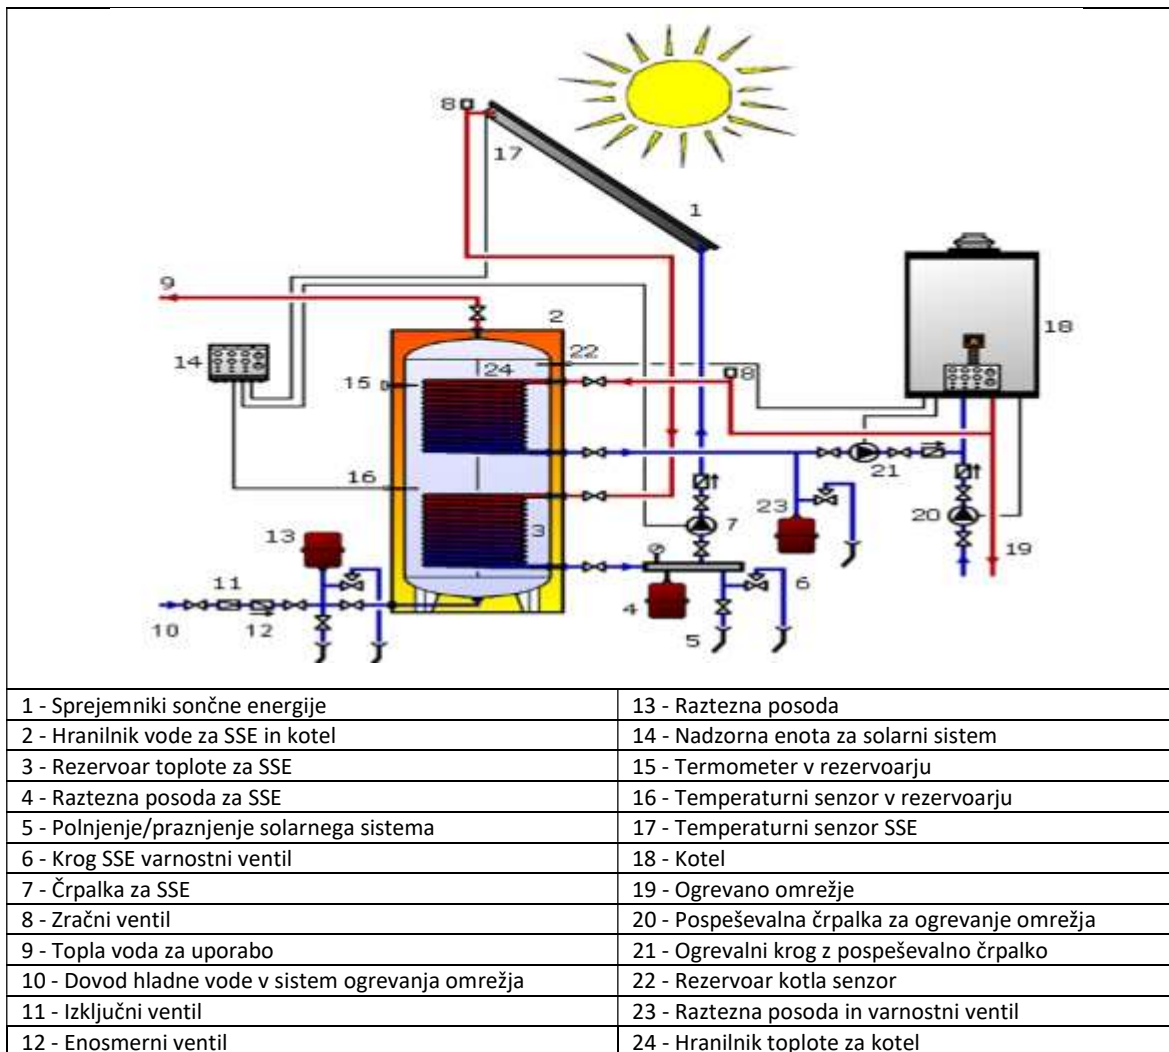 8
17
1
9
2
18
14
22
24
8
15
16
21
23
20
7
3
13
19
11
6
4
10
12
5
1 - Sprejemniki sončne energije
13 - Raztezna posoda
2 - Hranilnik vode za SSE in kotel
14 - Nadzorna enota za solarni sistem
3 - Rezervoar toplote za SSE
15 - Termometer v rezervoarju
4 - Raztezna posoda za SSE
16 - Temperaturni senzor v rezervoarju
5 - Polnjenje/praznjenje solarnega sistema
17 - Temperaturni senzor SSE
6 - Krog SSE varnostni ventil
18 - Kotel
7 - Črpalka za SSE
19 - Ogrevano omrežje
8 - Zračni ventil
20 - Pospeševalna črpalka za ogrevanje omrežja
9 - Topla voda za uporabo
21 - Ogrevalni krog z pospeševalno črpalko
10 - Dovod hladne vode v sistem ogrevanja omrežja
22 - Rezervoar kotla senzor
11 - Izključni ventil
23 - Raztezna posoda in varnostni ventil
12 - Enosmerni ventil
24 - Hranilnik toplote za kotel